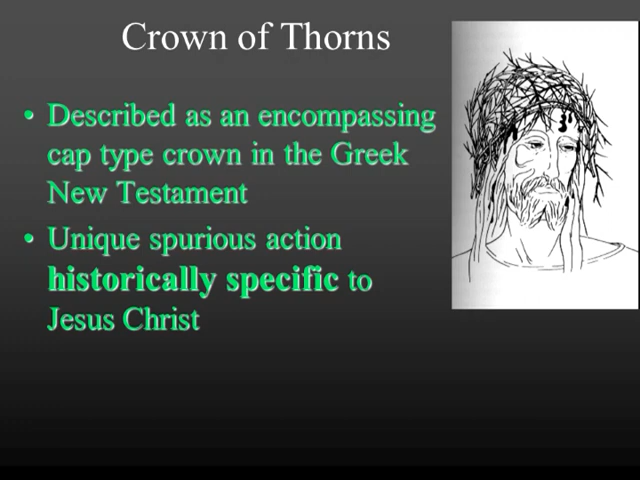 Crown of Thorns
• Described as an encompassing
cap type crown in the Greek
New Testament
• Unique spurious action
historically specific to
Jesus Christ